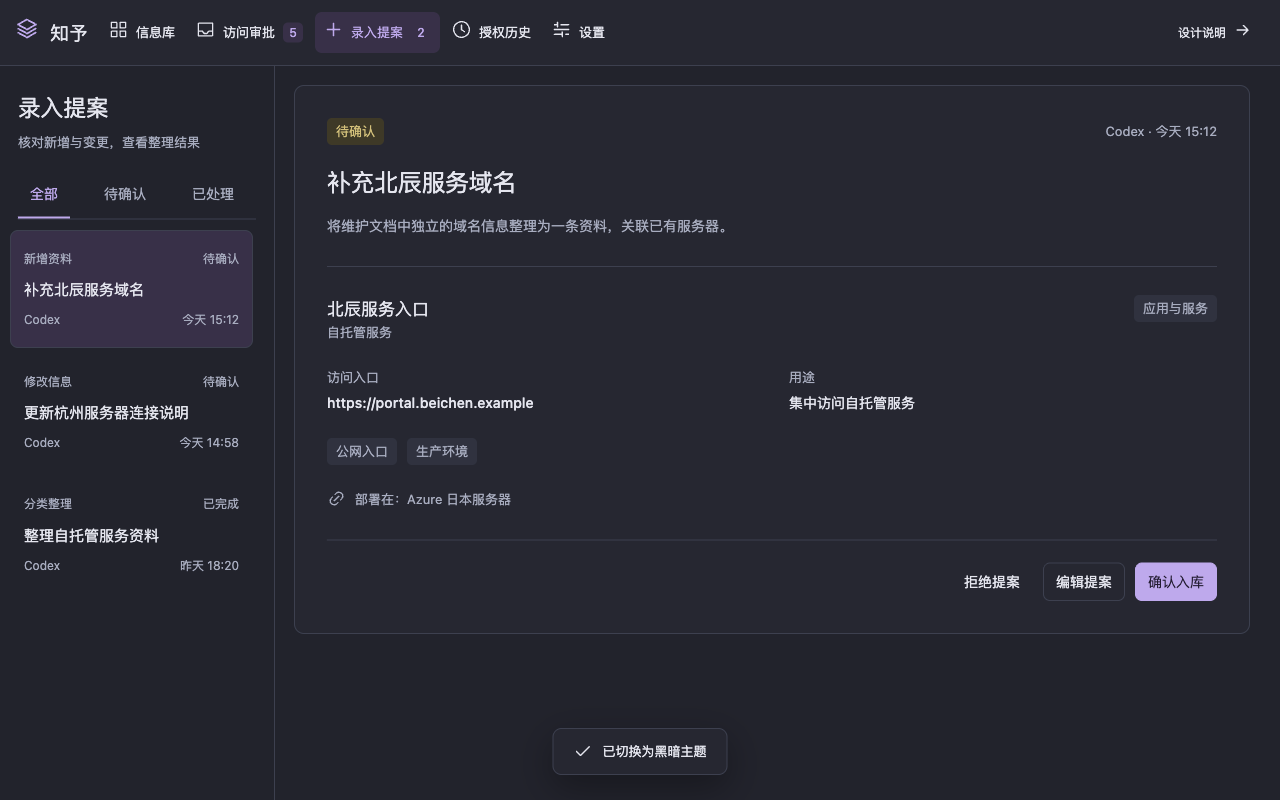 知予
信息库
访问审批 5
录入提案 2
授权历史
设置
设计说明
录入提案
核对新增与变更，查看整理结果
全部
待确认
已处理
新增资料 待确认
补充北辰服务域名
Codex 今天 15:12
修改信息 待确认
更新杭州服务器连接说明
Codex 今天 14:58
分类整理 已完成
整理自托管服务资料
Codex 昨天 18:20
待确认
Codex · 今天 15:12
补充北辰服务域名
将维护文档中独立的域名信息整理为一条资料，关联已有服务器。
北辰服务入口
应用与服务
自托管服务
访问入口
https://portal.beichen.example
用途
集中访问自托管服务
公网入口 生产环境
部署在：Azure 日本服务器
拒绝提案
编辑提案
确认入库
已切换为黑暗主题